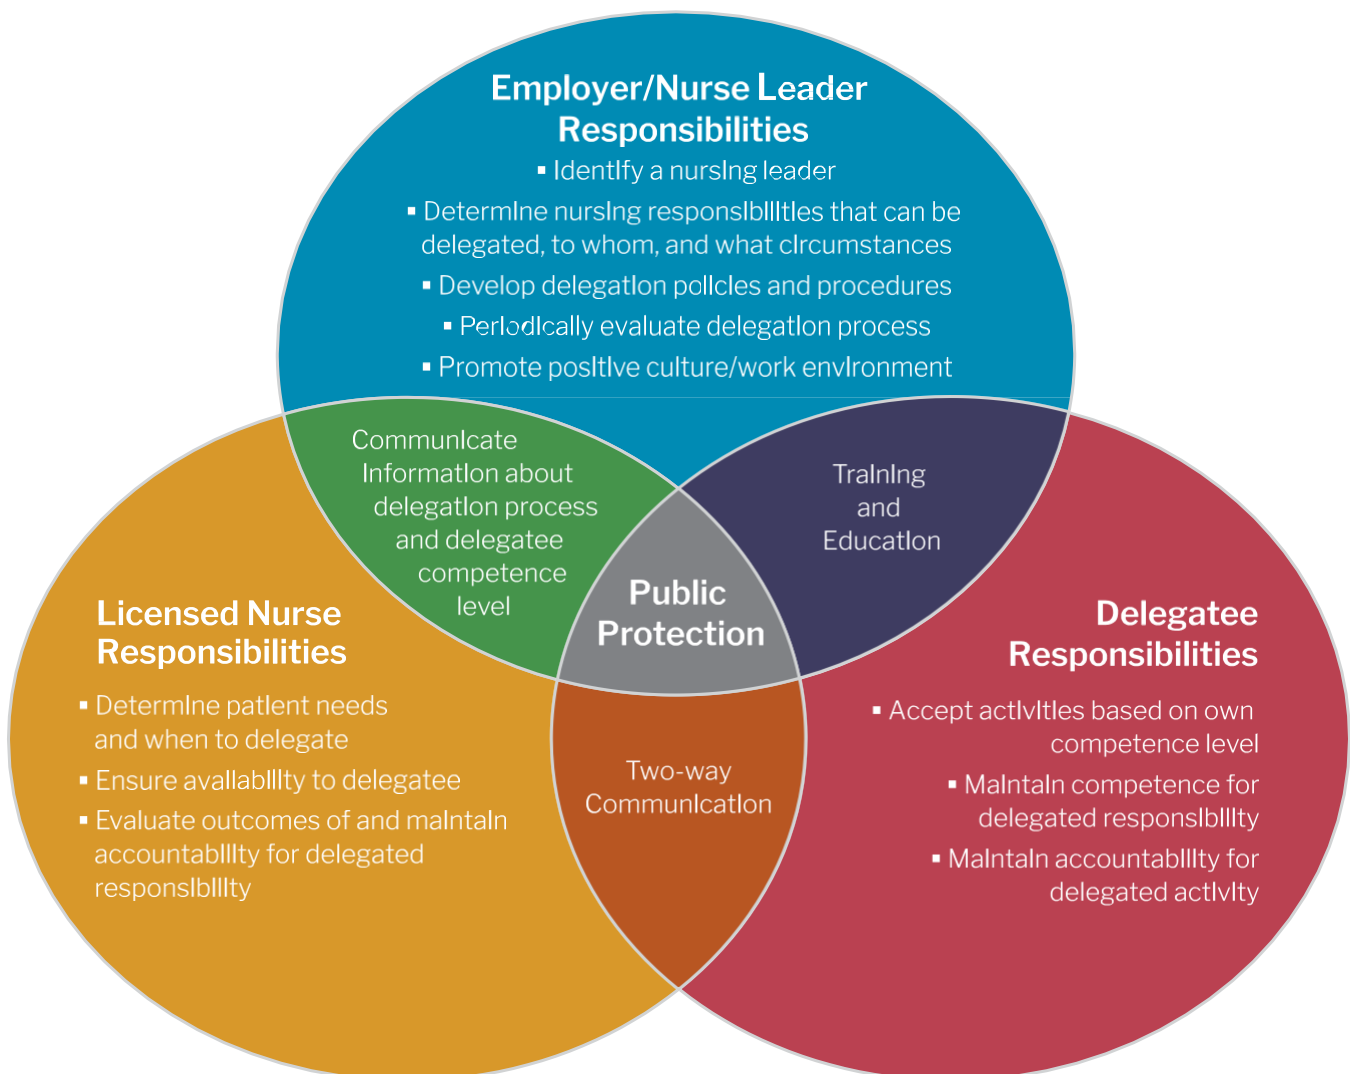 Employer/Nurse Leader
Responsibilities
▪ Identify a nursing leader
▪ Determine nursing responsibilities that can be
delegated, to whom, and what circumstances
▪ Develop delegation policies and procedures
▪ Periodically evaluate delegation process
▪ Promote positive culture/work environment
Communicate
Information about
delegation process
and delegatee
competence
level
Training
and
Education
Public
Protection
Licensed Nurse
Responsibilities
▪ Determine patient needs
and when to delegate
▪ Ensure availability to delegatee
▪ Evaluate outcomes of and maintain
accountability for delegated
responsibility
Two-way
Communication
Delegatee
Responsibilities
▪ Accept activities based on own
competence level
▪ Maintain competence for
delegated responsibility
▪ Maintain accountability for
delegated activity